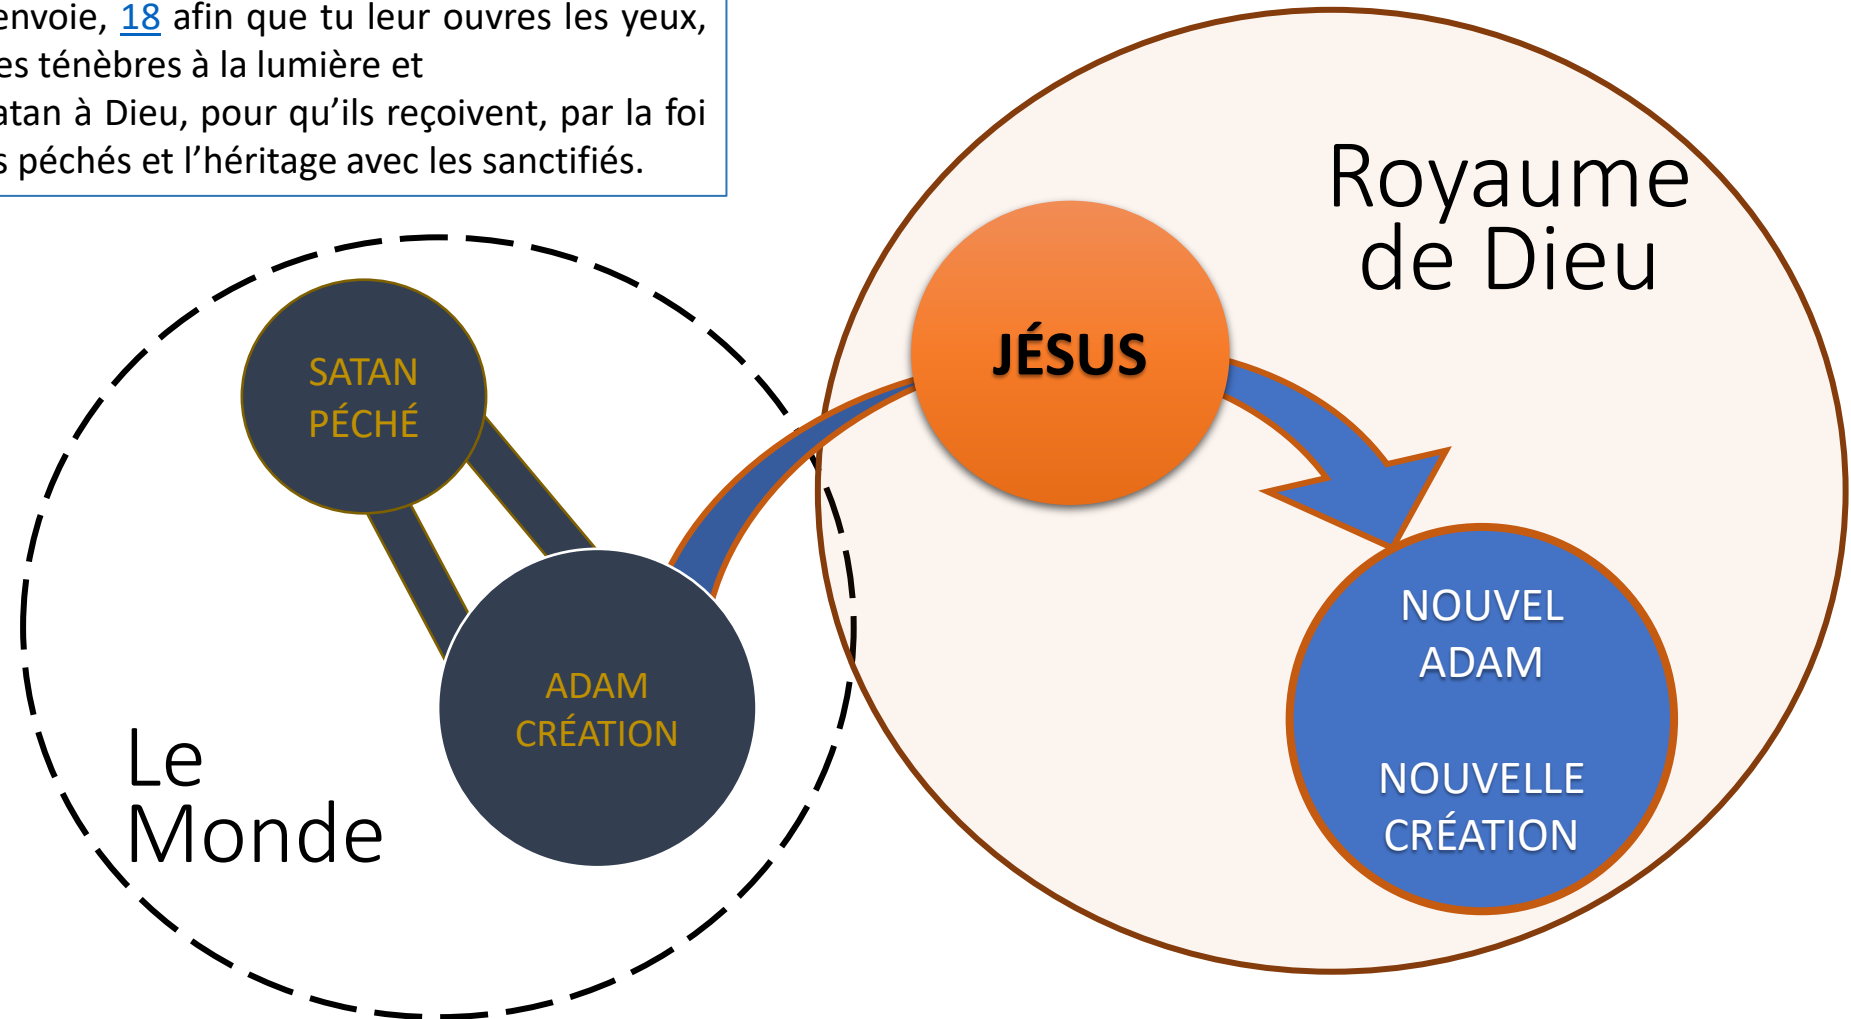 envoie, 18 afin que tu leur ouvres les yeux,
es ténèbres à la lumière et
atan à Dieu, pour qu’ils reçoivent, par la foi
s péchés et l’héritage avec les sanctifiés.
Royaume
de Dieu
JÉSUS
SATAN
PÉCHÉ
ADAM
CRÉATION
Le
Monde
NOUVEL
ADAM
NOUVELLE
CRÉATION